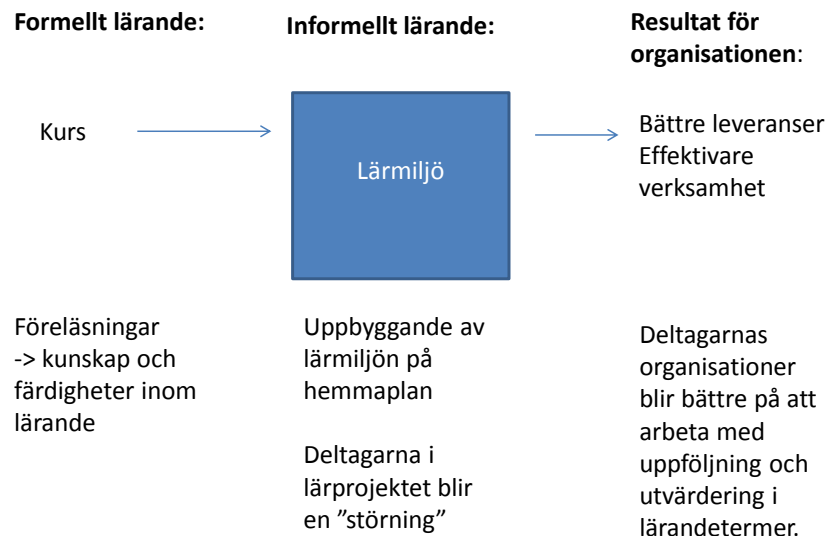 Formellt lärande:
Informellt lärande:
Resultat för
organisationen:
Kurs
Lärmiljö
Bättre leveranser
Effektivare
verksamhet
Föreläsningar
-> kunskap och
färdigheter inom
lärande
Uppbyggande av
lärmiljön på
hemmaplan
Deltagarna i
lärprojektet blir
en ”störning”
Deltagarnas
organisationer
blir bättre på att
arbeta med
uppföljning och
utvärdering i
lärandetermer.